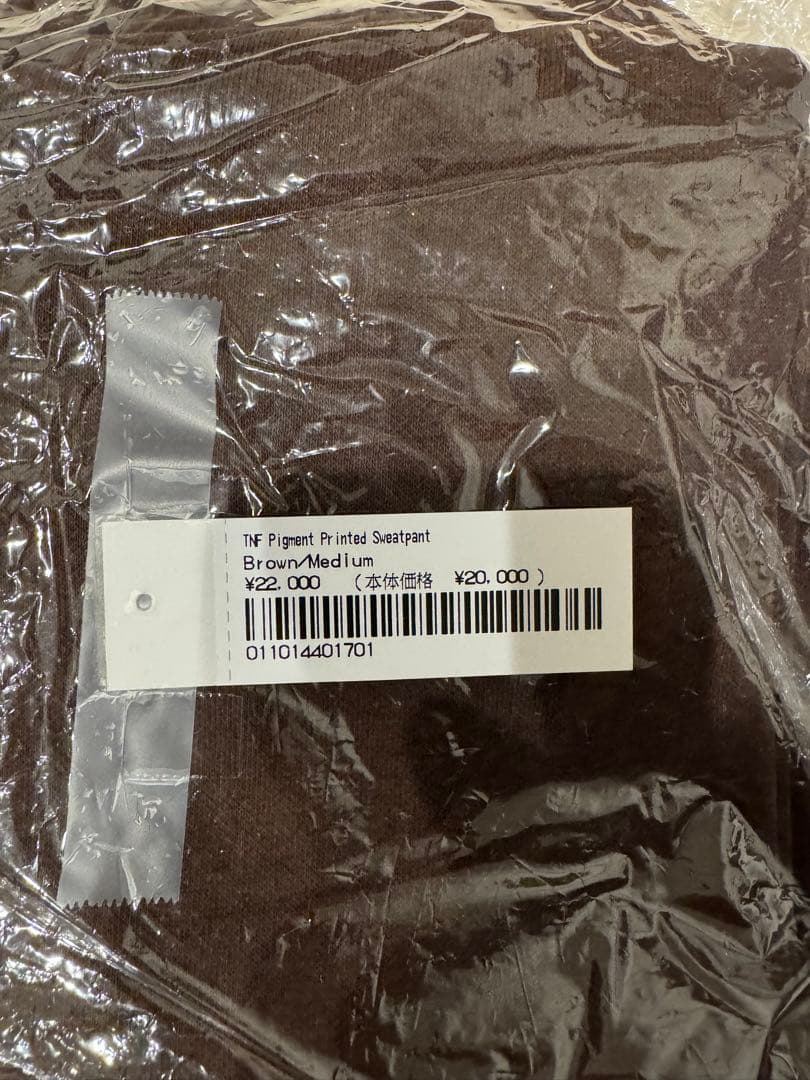 TNF Pigment Printed Sweatpant
Brown/Medium
¥22,000 (本体価格 ¥20,000 )
011014401701